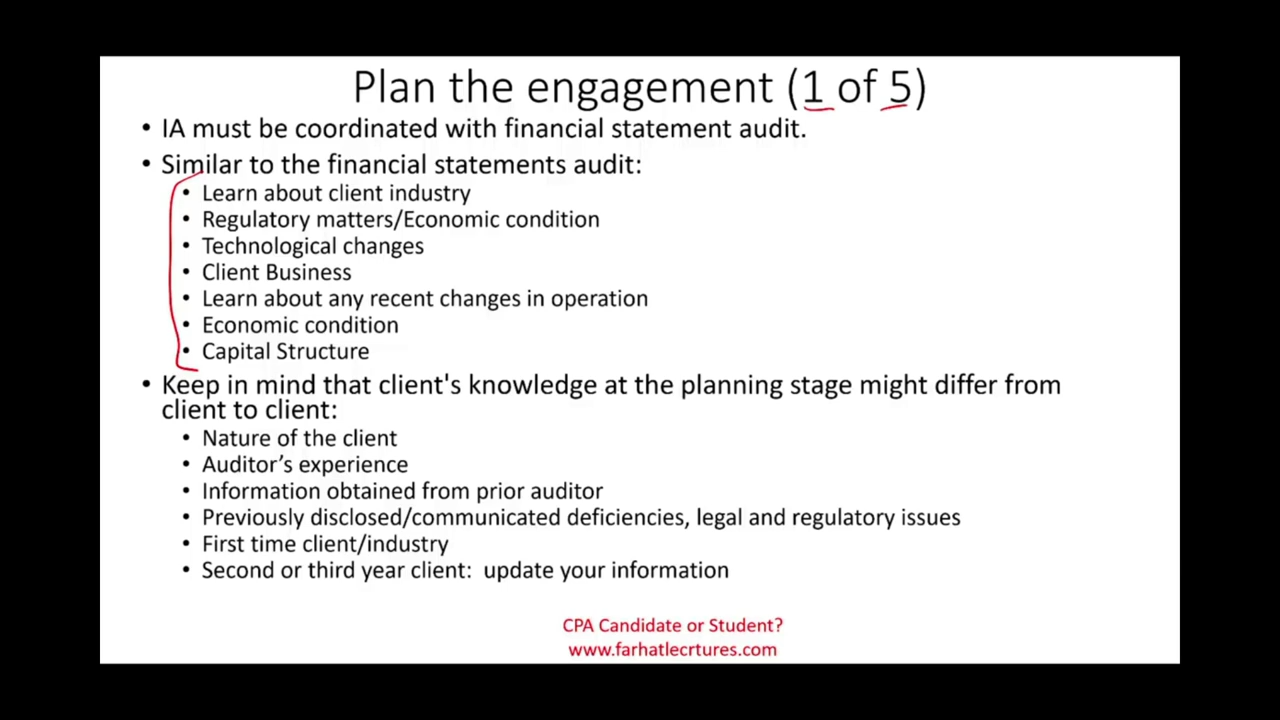 Plan the engagement (1 of 5)
• IA must be coordinated with financial statement audit.
• Similar to the financial statements audit:
• Learn about client industry
• Regulatory matters/Economic condition
• Technological changes
• Client Business
• Learn about any recent changes in operation
• Economic condition
• Capital Structure
• Keep in mind that client's knowledge at the planning stage might differ from
client to client:
• Nature of the client
• Auditor’s experience
• Information obtained from prior auditor
• Previously disclosed/communicated deficiencies, legal and regulatory issues
• First time client/industry
• Second or third year client: update your information
CPA Candidate or Student?
www.farhatlecrtures.com